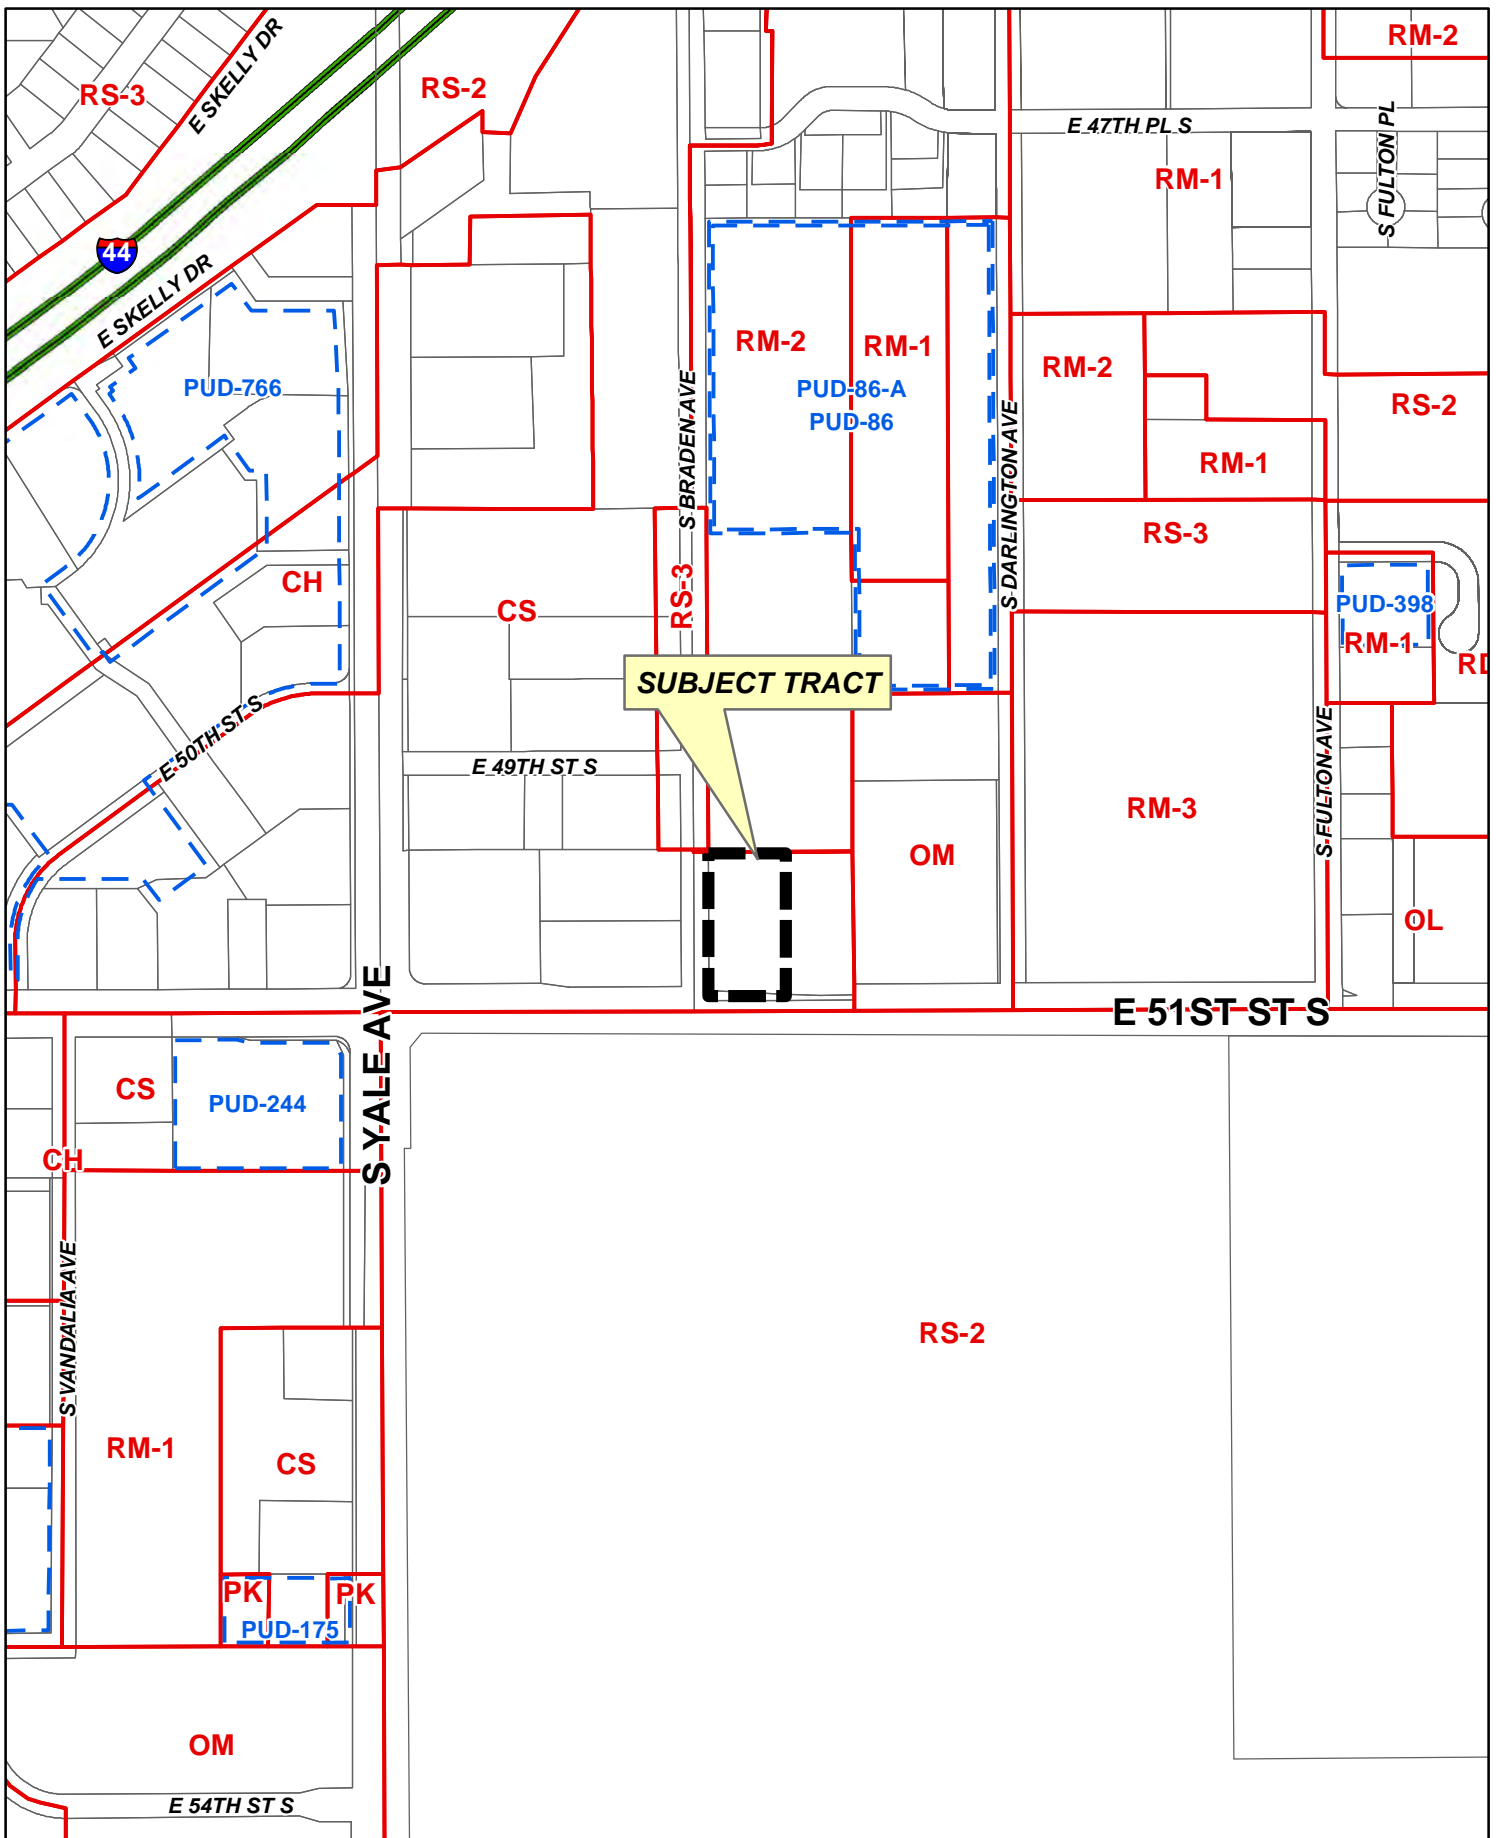 RM-2
E SKELLY DR
RS-3
RS-2
E 47TH PL S
S FULTON PL
RM-1
44
E SKELLY DR
RM-2
RM-1
RM-2
PUD-766
PUD-86-A
PUD-86
RS-2
S BRADEN AVE
RM-1
S DARLINGTON AVE
RS-3
CH
RS-3
CS
PUD-398
RM-1
SUBJECT TRACT
E 50TH ST S
E 49TH ST S
S FULTON AVE
RM-3
OM
OL
E 51ST ST S
S YALE AVE
CS
PUD-244
CH
S VANDALIA AVE
RS-2
RM-1
CS
PK
PK
PUD-175
OM
E 54TH ST S